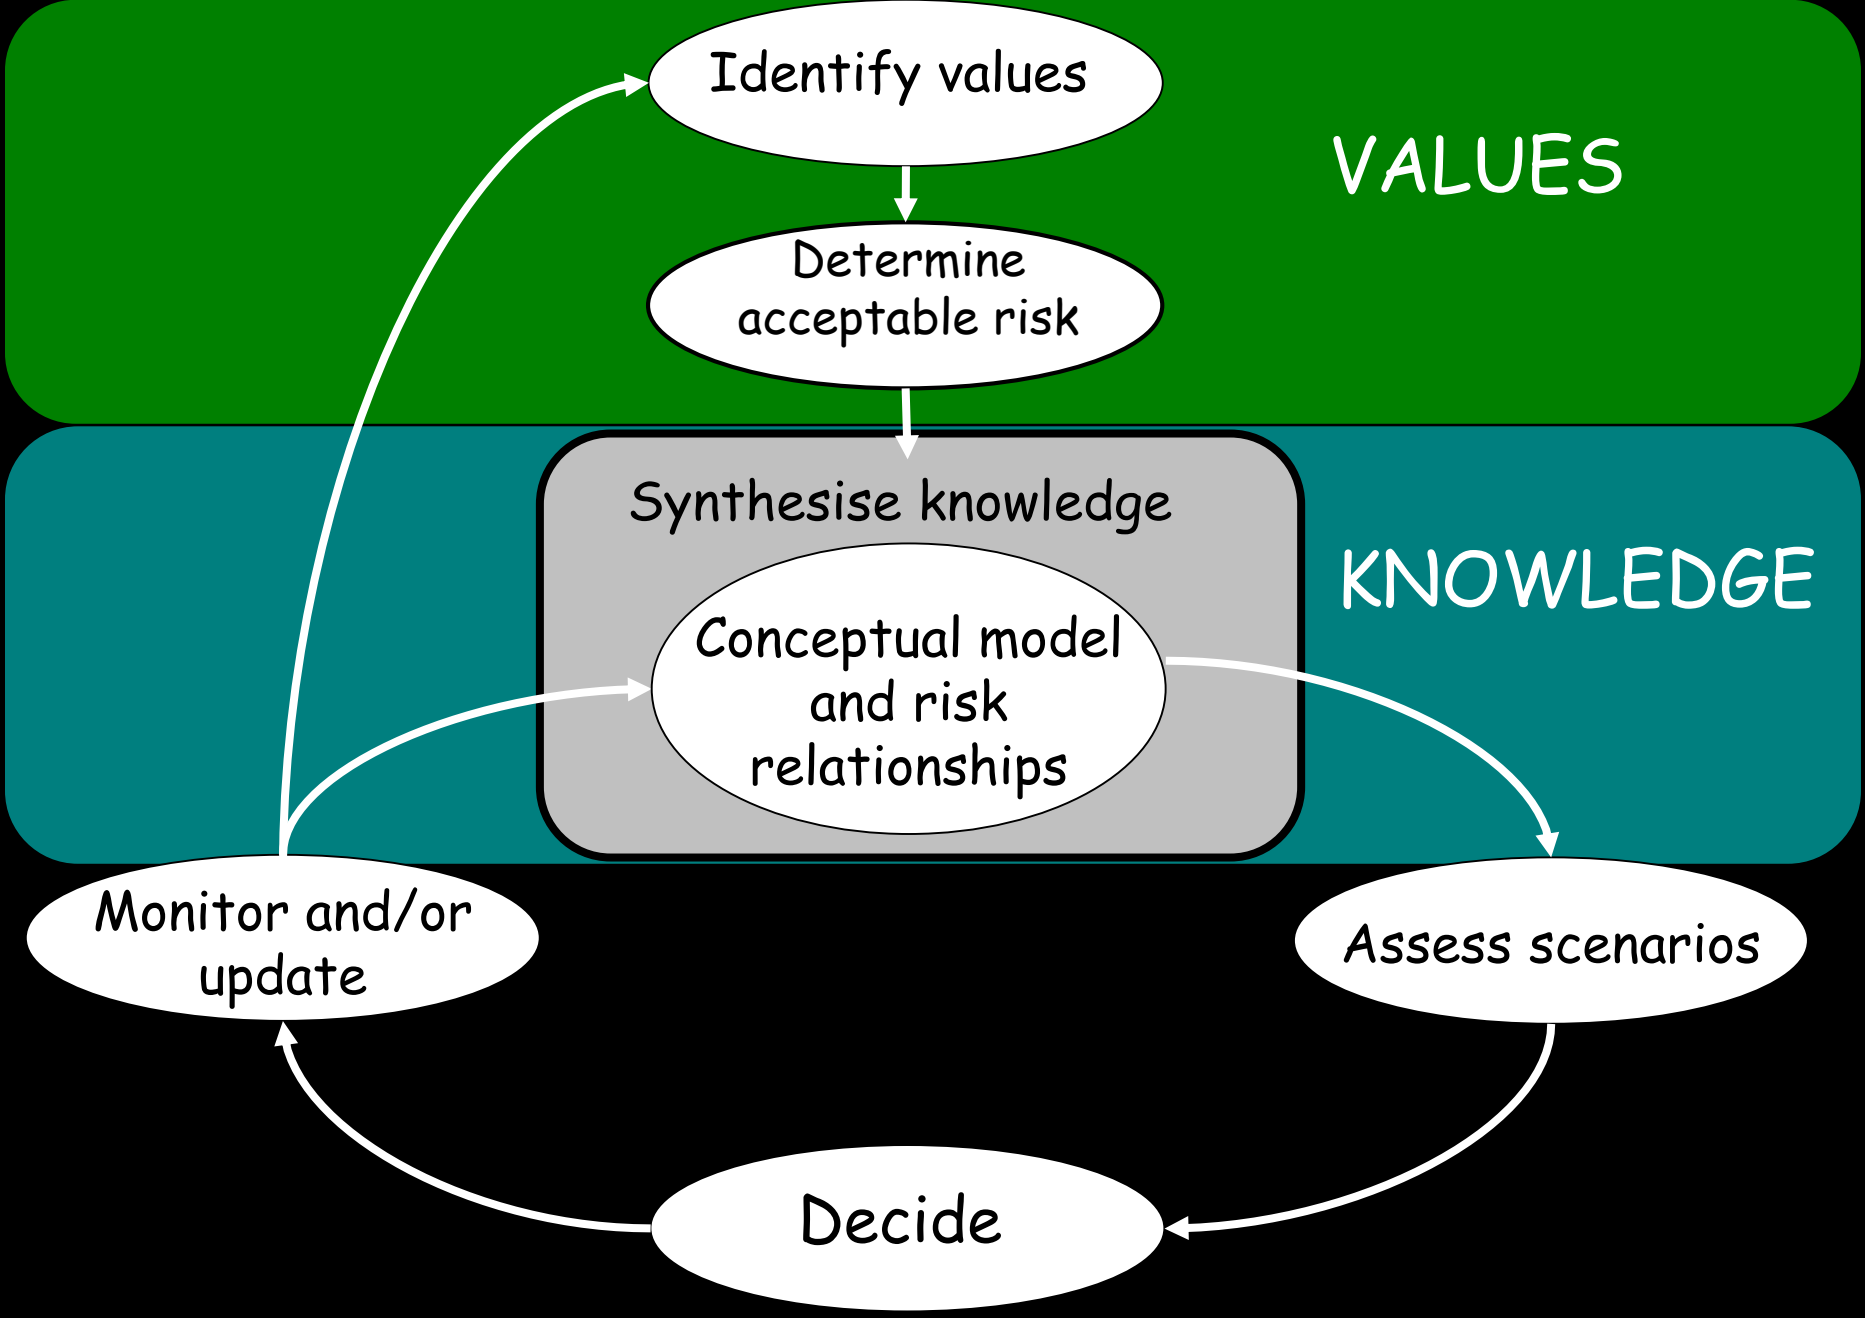 Identify values
VALUES
Determine
acceptable risk
Synthesise knowledge
KNOWLEDGE
Conceptual model
and risk
relationships
Monitor and/or
update
Assess scenarios
Decide